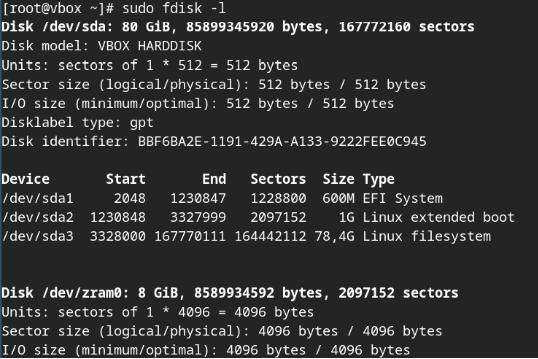 [root@vbox ~]# sudo fdisk -l
Disk /dev/sda: 80 GiB, 85899345920 bytes, 167772160 sectors
Disk model: VBOX HARDDISK
Units: sectors of 1 * 512 = 512 bytes
Sector size (logical/physical): 512 bytes / 512 bytes
I/O size (minimum/optimal): 512 bytes / 512 bytes
Disklabel type: gpt
Disk identifier: BBF6BA2E-1191-429A-A133-9222FEE0C945
Device Start End Sectors Size Type
/dev/sda1 2048 1230847 1228800 600M EFI System
/dev/sda2 1230848 3327999 2097152 1G Linux extended boot
/dev/sda3 3328000 167770111 164442112 78,4G Linux filesystem
Disk /dev/zram0: 8 GiB, 8589934592 bytes, 2097152 sectors
Units: sectors of 1 * 4096 = 4096 bytes
Sector size (logical/physical): 4096 bytes / 4096 bytes
I/O size (minimum/optimal): 4096 bytes / 4096 bytes